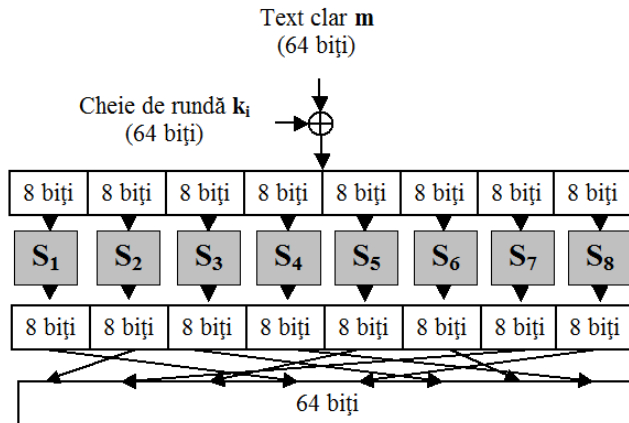 Text clar m
(64 biţi)
Cheie de rundă ki
(64 biţi)
8 biţi 8 biţi 8 biţi 8 biţi 8 biţi 8 biţi 8 biţi 8 biţi
S1 S2 S3 S4 S5 S6 S7 S8
8 biţi 8 biţi 8 biţi 8 biţi 8 biţi 8 biţi 8 biţi 8 biţi
64 biţi